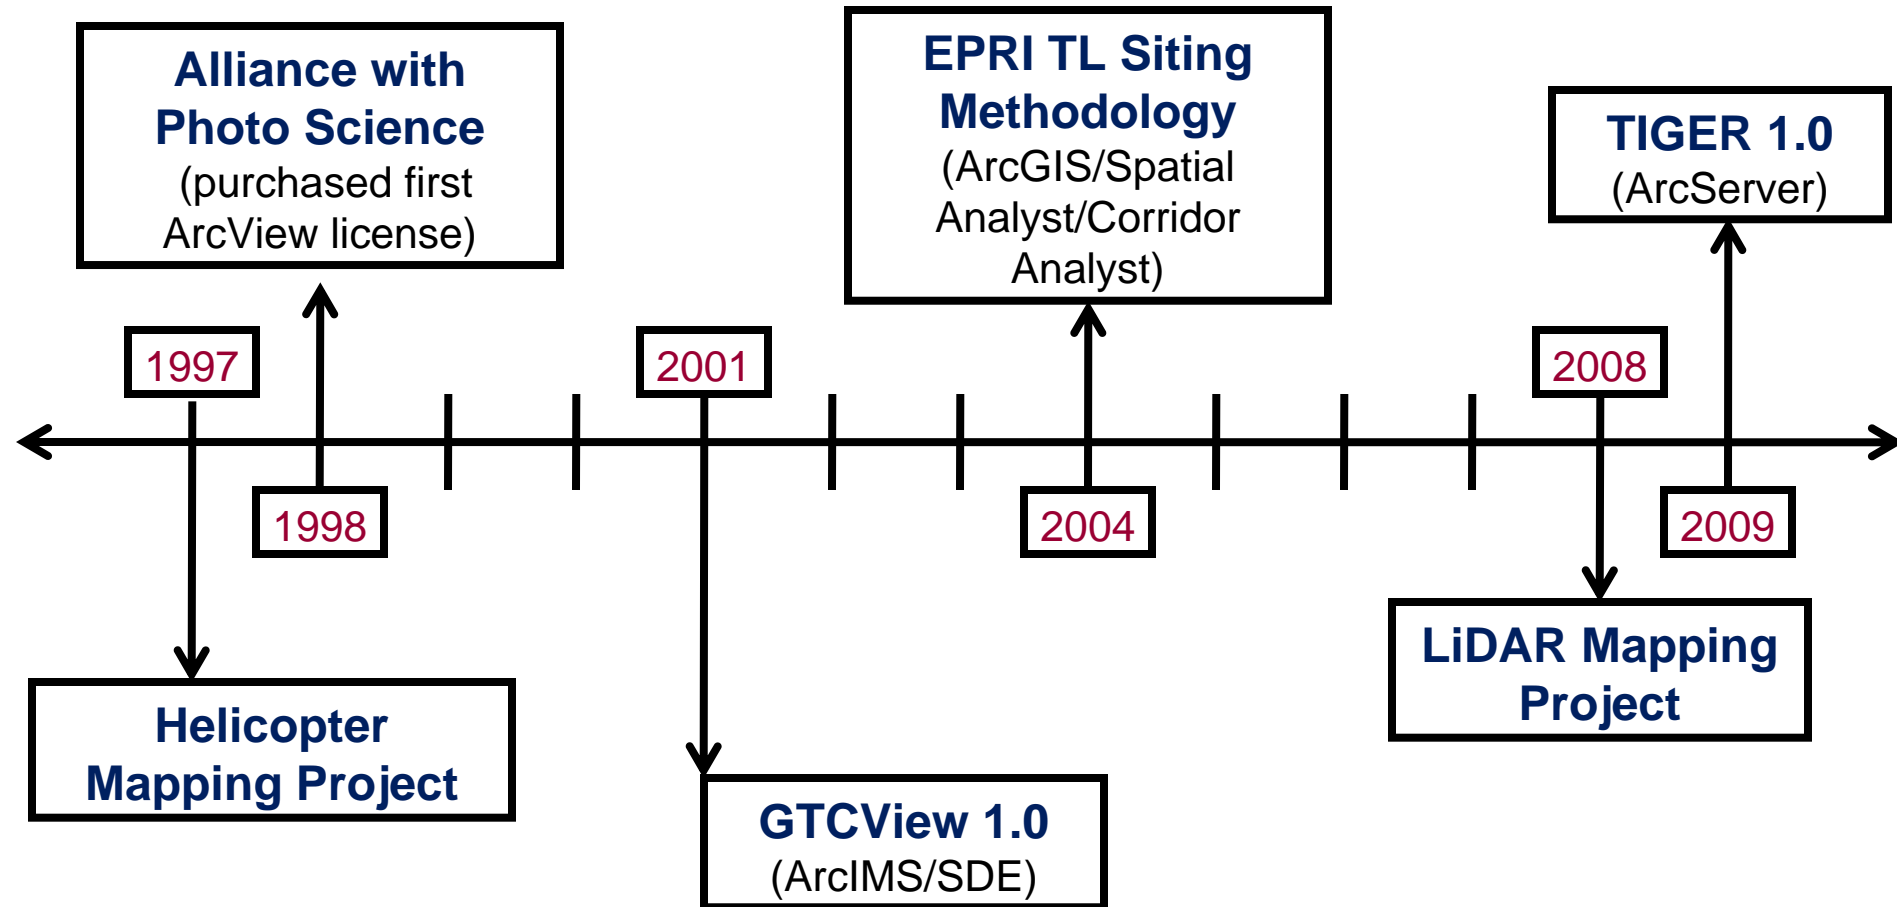 Alliance with
Photo Science
(purchased first
ArcView license)
EPRI TL Siting
Methodology
(ArcGIS/Spatial
Analyst/Corridor
Analyst)
TIGER 1.0
(ArcServer)
1997
2001
2008
1998
2004
2009
Helicopter
Mapping Project
GTCView 1.0
(ArcIMS/SDE)
LiDAR Mapping
Project